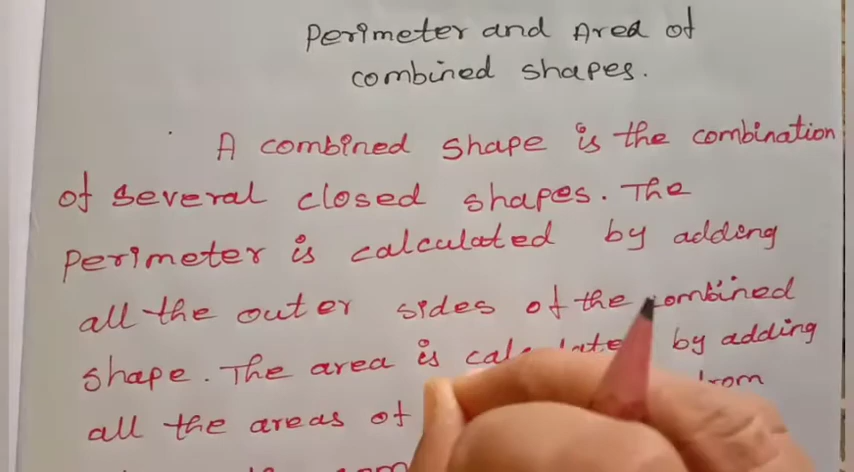 Perimeter and Area of
combined shapes.
A combined shape is the combination
of several closed shapes. The
perimeter is calculated by adding
all the outer sides of the combined
shape. The area is by adding
all the areas of from